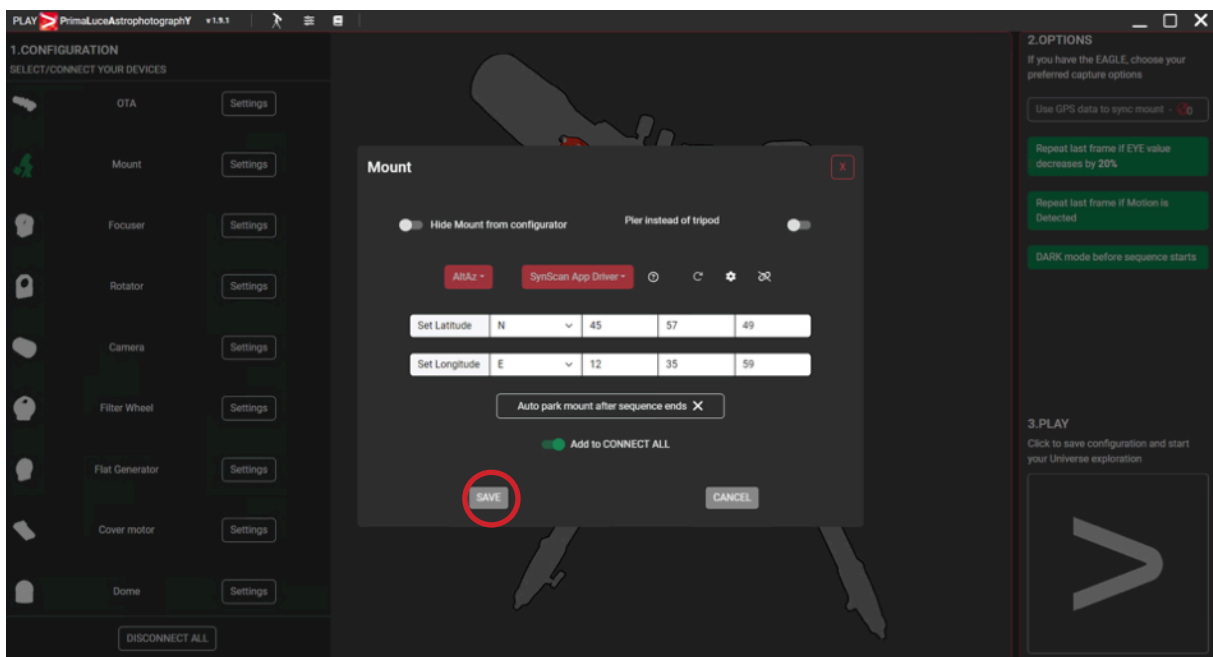 PLAY PrimaLuceAstrophotographY v 1.9.1
1.CONFIGURATION
SELECT/CONNECT YOUR DEVICES
OTA Settings
Mount Settings
Focuser Settings
Rotator Settings
Camera Settings
Filter Wheel Settings
Flat Generator Settings
Cover motor Settings
Dome Settings
DISCONNECT ALL
Mount X
Hide Mount from configurator Pier instead of tripod
AltAz SynScan App Driver
Set Latitude N 45 57 49
Set Longitude E 12 35 59
Auto park mount after sequence ends X
Add to CONNECT ALL
SAVE CANCEL
2.OPTIONS
If you have the EAGLE, choose your
preferred capture options
Use GPS data to sync mount - 0
Repeat last frame if EYE value
decreases by 20%
Repeat last frame if Motion is
Detected
DARK mode before sequence starts
3.PLAY
Click to save configuration and start
your Universe exploration